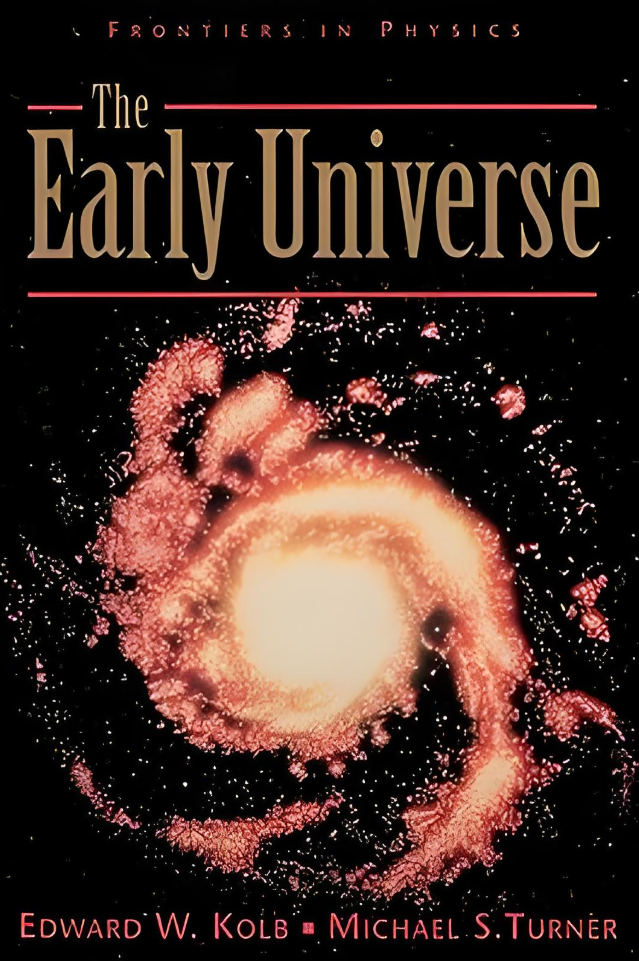 FRONTIERS IN PHYSICS
The
Early Universe
EDWARD W. KOLB ▪ MICHAEL S. TURNER